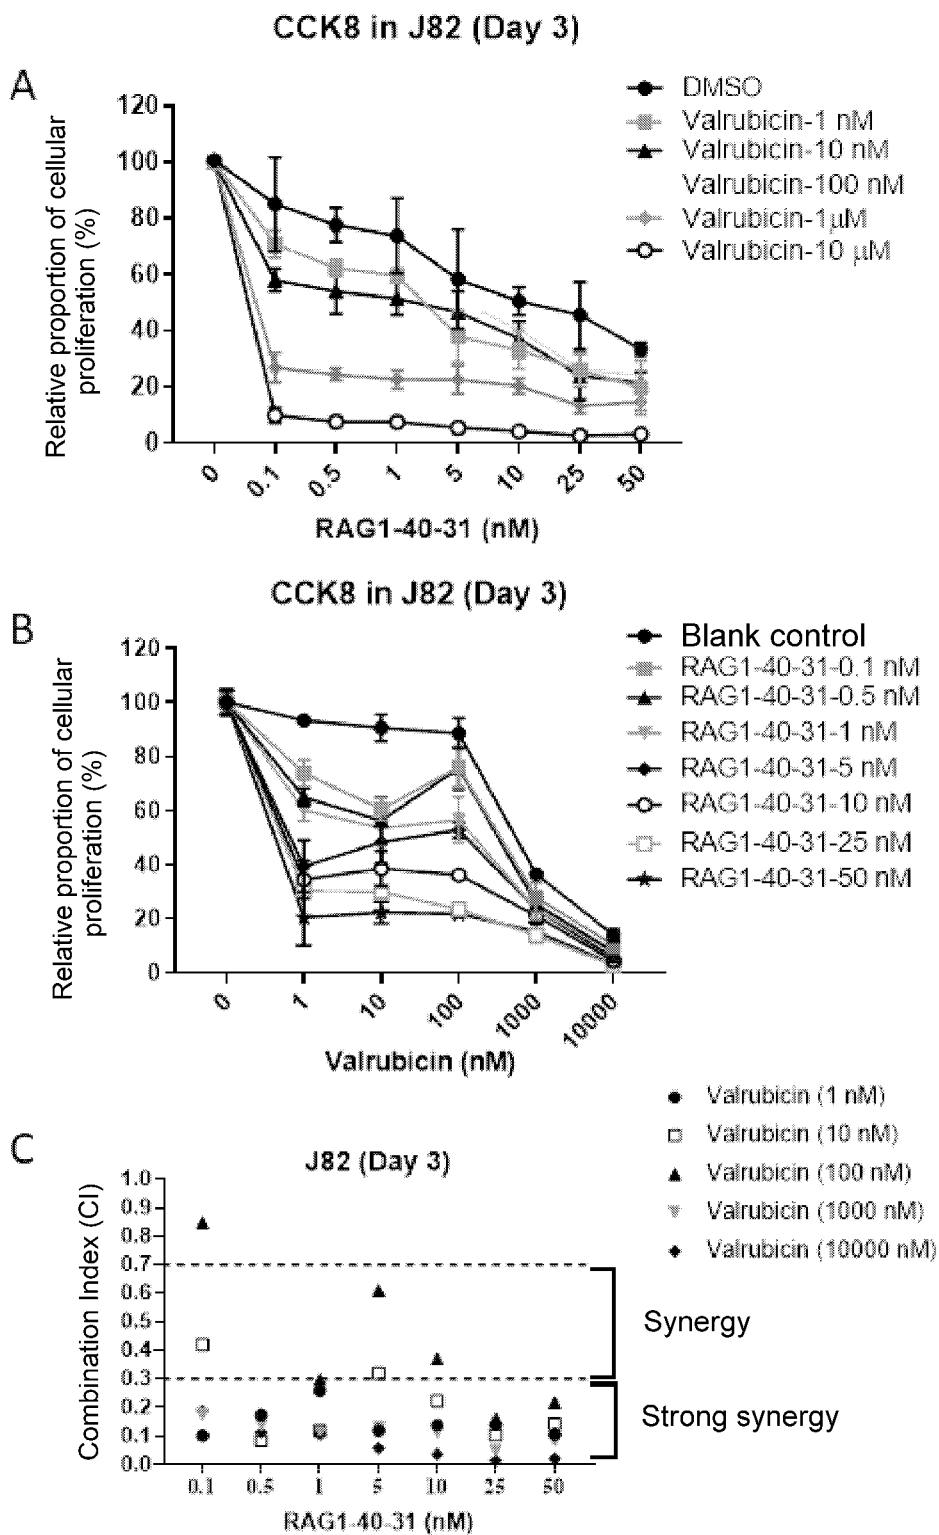 CCK8 in J82 (Day 3)
A
Relative proportion of cellular
proliferation (%)
120
100
80
60
40
20
0
0
0.1
0.5
1
5
10
25
50
RAG1-40-31 (nM)
DMSO
Valrubicin-1 nM
Valrubicin-10 nM
Valrubicin-100 nM
Valrubicin-1μM
Valrubicin-10 μM
CCK8 in J82 (Day 3)
B
Relative proportion of cellular
proliferation (%)
120
100
80
60
40
20
0
0
1
10
100
1000
10000
Valrubicin (nM)
Blank control
RAG1-40-31-0.1 nM
RAG1-40-31-0.5 nM
RAG1-40-31-1 nM
RAG1-40-31-5 nM
RAG1-40-31-10 nM
RAG1-40-31-25 nM
RAG1-40-31-50 nM
C
J82 (Day 3)
Combination Index (CI)
1.0
0.9
0.8
0.7
0.6
0.5
0.4
0.3
0.2
0.1
0.0
0.1
0.5
1
5
10
25
50
RAG1-40-31 (nM)
Valrubicin (1 nM)
Valrubicin (10 nM)
Valrubicin (100 nM)
Valrubicin (1000 nM)
Valrubicin (10000 nM)
Synergy
Strong synergy